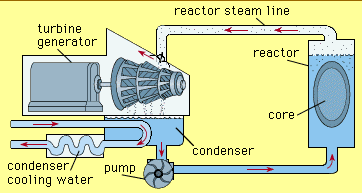 reactor steam line
turbine
generator
reactor
core
condenser
pump
condenser
cooling water